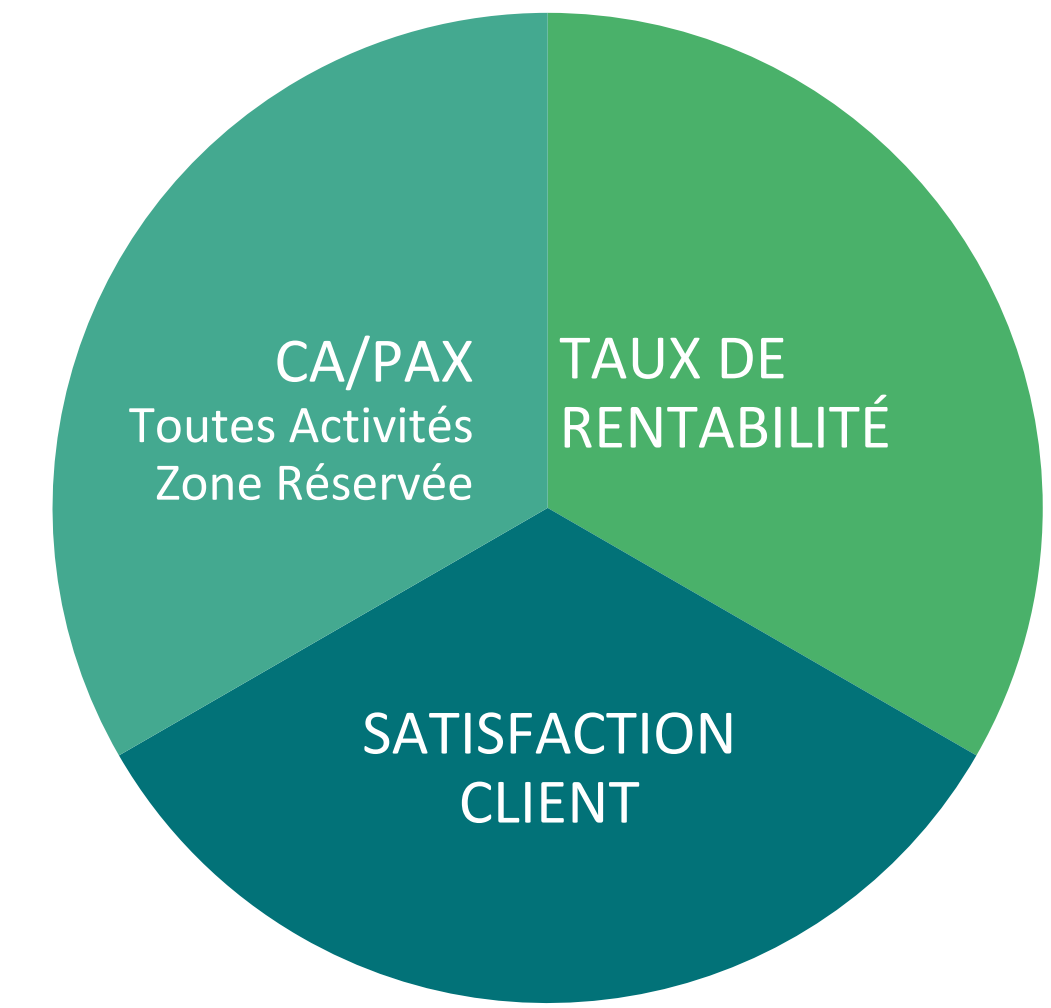 CA/PAX
Toutes Activités
Zone Réservée
TAUX DE
RENTABILITÉ
SATISFACTION
CLIENT